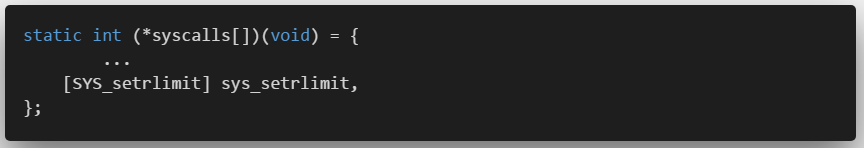 static int (*syscalls[])(void) = {
        ...
    [SYS_setrlimit] sys_setrlimit,
};